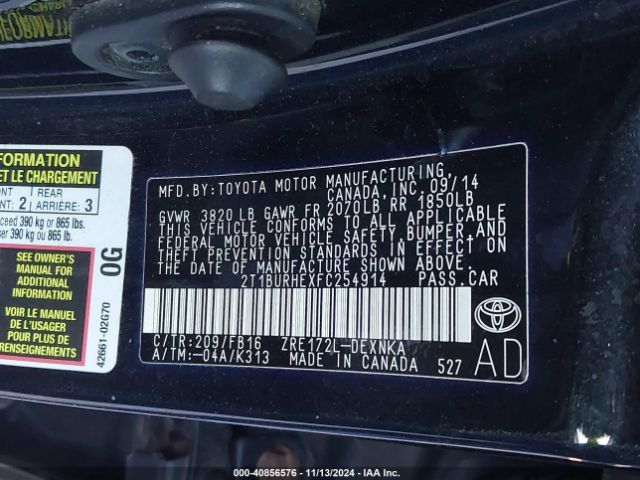 FORMATION
ET LE CHARGEMENT
ONT 2
REAR
ARRIÈRE: 3
ceed 390 kg or 865 lbs.
er 390 kg ou 865 lb.
SEE OWNER'S
MANUAL FOR
ADDITIONAL
INFORMATION
VOIR LE MANUEL
DE L'USAGER
POUR PLUS DE
RENSEIGNEMENTS
0G
42661-02G70
MFD.BY:TOYOTA MOTOR MANUFACTURING,
CANADA, INC. 09/14
GVWR 3820 LB GAWR FR 2070LB RR 1850LB
THIS VEHICLE CONFORMS TO ALL APPLICABLE
FEDERAL MOTOR VEHICLE SAFETY, BUMPER AND
THEFT PREVENTION STANDARDS IN EFFECT ON
THE DATE OF MANUFACTURE SHOWN ABOVE.
2T1BURHEXFC254914 PASS.CAR
C/TR:209/FB16 ZRE172L-DEXNKA
A/TM:-04A/K313 MADE IN CANADA 527
TOYOTA
AD
000-40856576 - 11/13/2024 - IAA Inc.